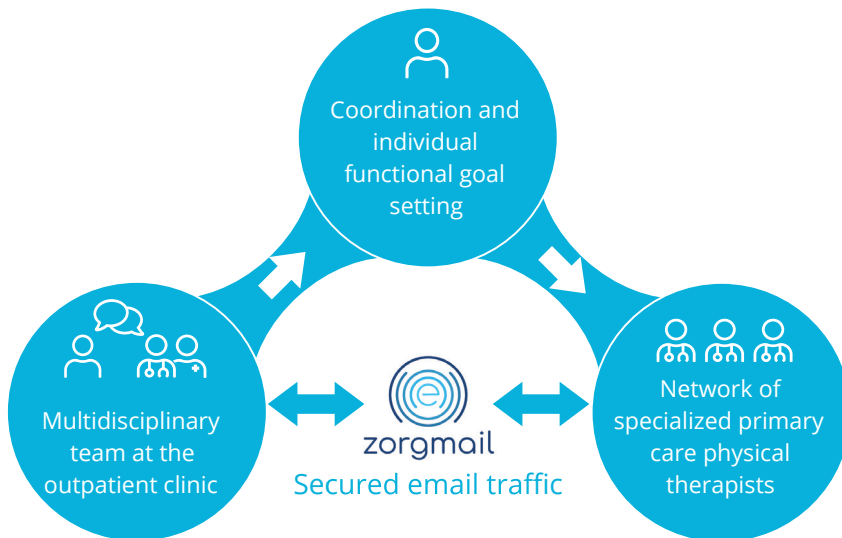 Coordination and
individual
functional goal
setting
Multidisciplinary
team at the
outpatient clinic
e
zorgmail
Secured email traffic
Network of
specialized primary
care physical
therapists